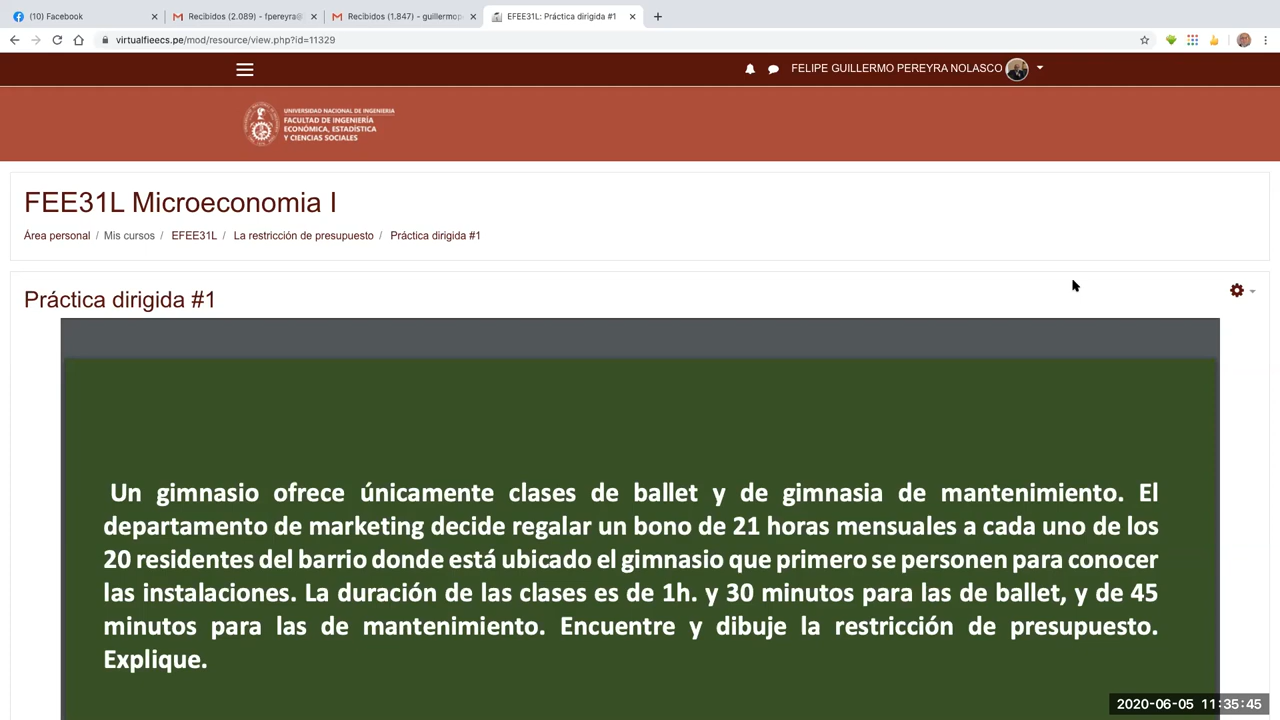 (10) Facebook
Recibidos (2.089) - fpereyra@
Recibidos (1,847) - guillermop
EFEE31L: Práctica dirigida #1
virtualfieecs.pe/mod/resource/view.php?id=11329
FELIPE GUILLERMO PEREYRA NOLASCO
UNIVERSIDAD NACIONAL DE INGENIERIA
FACULTAD DE INGENIERÍA
ECONÓMICA, ESTADÍSTICA
Y CIENCIAS SOCIALES
FEE31L Microeconomia I
Área personal / Mis cursos / EFEE31L / La restricción de presupuesto / Práctica dirigida #1
Práctica dirigida #1
Un gimnasio ofrece únicamente clases de ballet y de gimnasia de mantenimiento. El
departamento de marketing decide regalar un bono de 21 horas mensuales a cada uno de los
20 residentes del barrio donde está ubicado el gimnasio que primero se personen para conocer
las instalaciones. La duración de las clases es de 1h. y 30 minutos para las de ballet, y de 45
minutos para las de mantenimiento. Encuentre y dibuje la restricción de presupuesto.
Explique.
2020-06-05 11:35:45